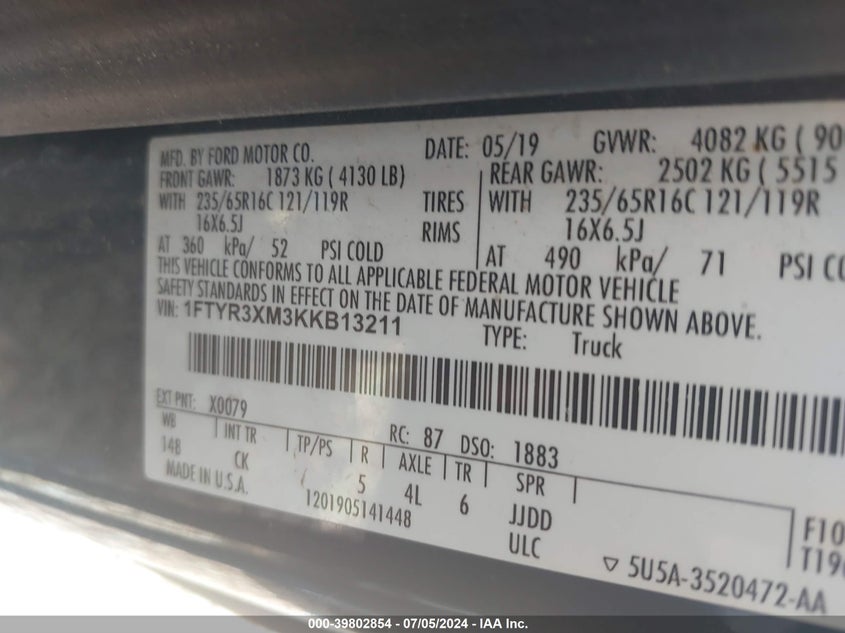 MFD. BY FORD MOTOR CO. DATE: 05/19 GVWR: 4082 KG ( 90
FRONT GAWR: 1873 KG ( 4130 LB) REAR GAWR: 2502 KG ( 5515
WITH 235/65R16C 121/119R TIRES WITH 235/65R16C 121/119R
16X6.5J RIMS 16X6.5J
AT 360 kPa/ 52 PSI COLD AT 490 kPa/ 71 PSI CO
THIS VEHICLE CONFORMS TO ALL APPLICABLE FEDERAL MOTOR VEHICLE
SAFETY STANDARDS IN EFFECT ON THE DATE OF MANUFACTURE SHOWN ABOVE.
VIN: 1FTYR3XM3KKB13211 TYPE: Truck
EXT PNT: X0079 RC: 87 DSO: 1883
WB INT TR TP/PS R AXLE TR SPR
148 CK 5 4L 6 JJDD
MADE IN U.S.A. 1201905141448 ULC
F10
T190
5U5A-3520472-AA
000-39802854 / 07/05/2024 - IAA Inc.